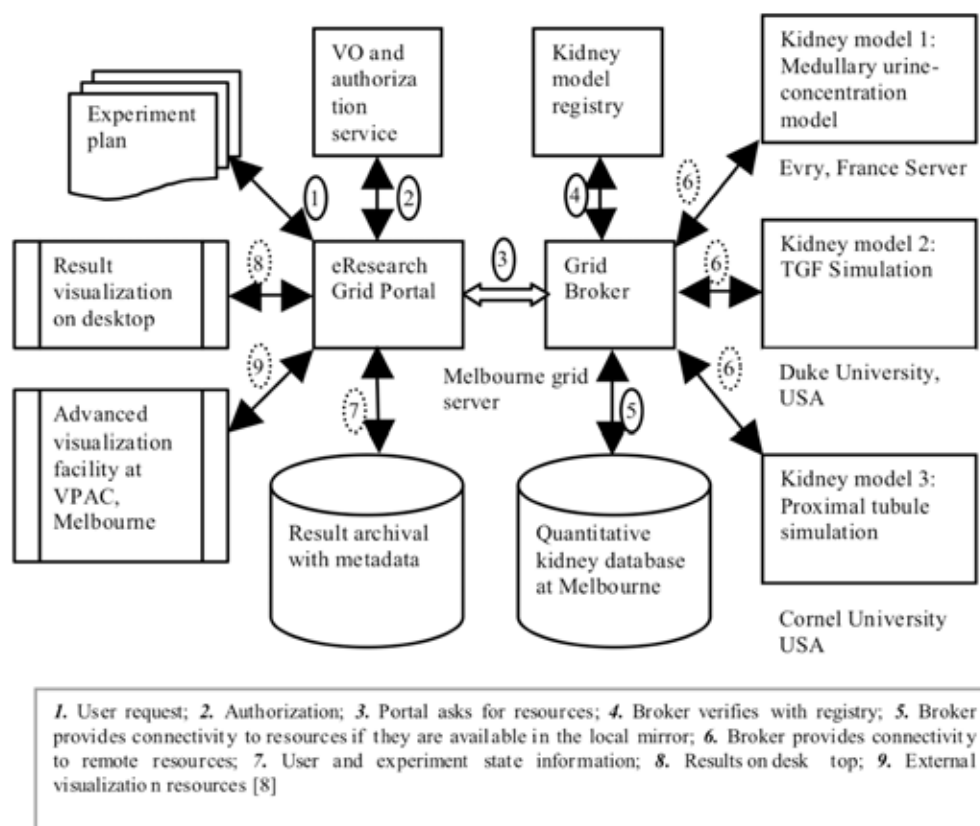 Experiment
plan
VO and
authoriza
tion
service
Kidney
model
registry
Kidney model 1:
Medullary urine-
concentration
model
Evry, France Server
1
2
4
6
Result
visualization
on desktop
8
eResearch
Grid Portal
3
Grid
Broker
6
Kidney model 2:
TGF Simulation
Duke University,
USA
9
Melbourne grid
server
6
7
5
Advanced
visualization
facility at
VPAC,
Melbourne
Result archival
with metadata
Quantitative
kidney database
at Melbourne
Kidney model 3:
Proximal tubule
simulation
Cornel University
USA
1. User request; 2. Authorization; 3. Portal asks for resources; 4. Broker verifies with registry; 5. Broker
provides connectivity to resources if they are available in the local mirror; 6. Broker provides connectivity
to remote resources; 7. User and experiment state information; 8. Results on desk top; 9. External
visualization resources [8]